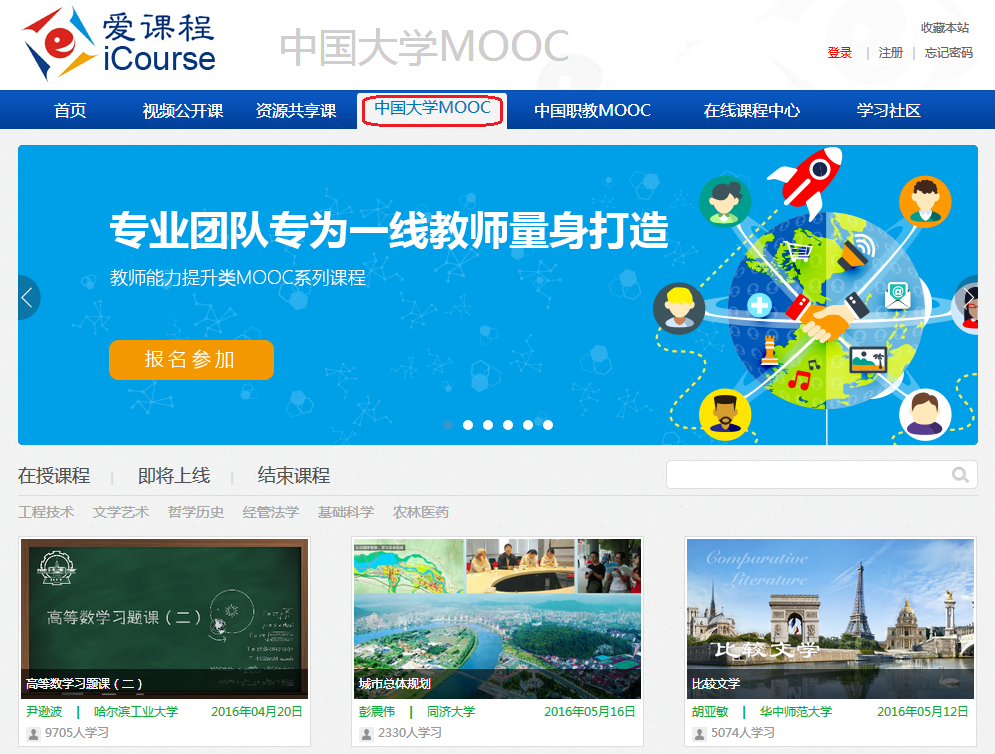 爱课程
iCourse
中国大学MOOC
收藏本站
登录 | 注册 | 忘记密码
首页 视频公开课 资源共享课 中国大学MOOC 中国职教MOOC 在线课程中心 学习社区
专业团队专为一线教师量身打造
教师能力提升类MOOC系列课程
报名参加
在授课程 | 即将上线 | 结束课程
工程技术 文学艺术 哲学历史 经管法学 基础科学 农林医药
高等数学习题课（二）
高等数学习题课（二）
尹逊波 | 哈尔滨工业大学 2016年04月20日
9705人学习
城市总体规划
彭震伟 | 同济大学 2016年05月16日
2330人学习
Comparative
Literature
比较文学
比较文学
胡亚敏 | 华中师范大学 2016年05月12日
5074人学习